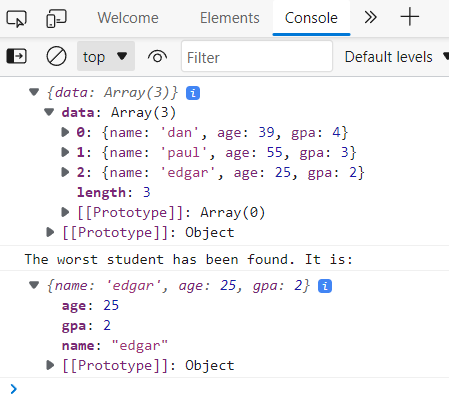 Welcome Elements Console
top Filter Default levels
{data: Array(3)} i
data: Array(3)
0: {name: 'dan', age: 39, gpa: 4}
1: {name: 'paul', age: 55, gpa: 3}
2: {name: 'edgar', age: 25, gpa: 2}
length: 3
[[Prototype]]: Array(0)
[[Prototype]]: Object
The worst student has been found. It is:
{name: 'edgar', age: 25, gpa: 2} i
age: 25
gpa: 2
name: "edgar"
[[Prototype]]: Object